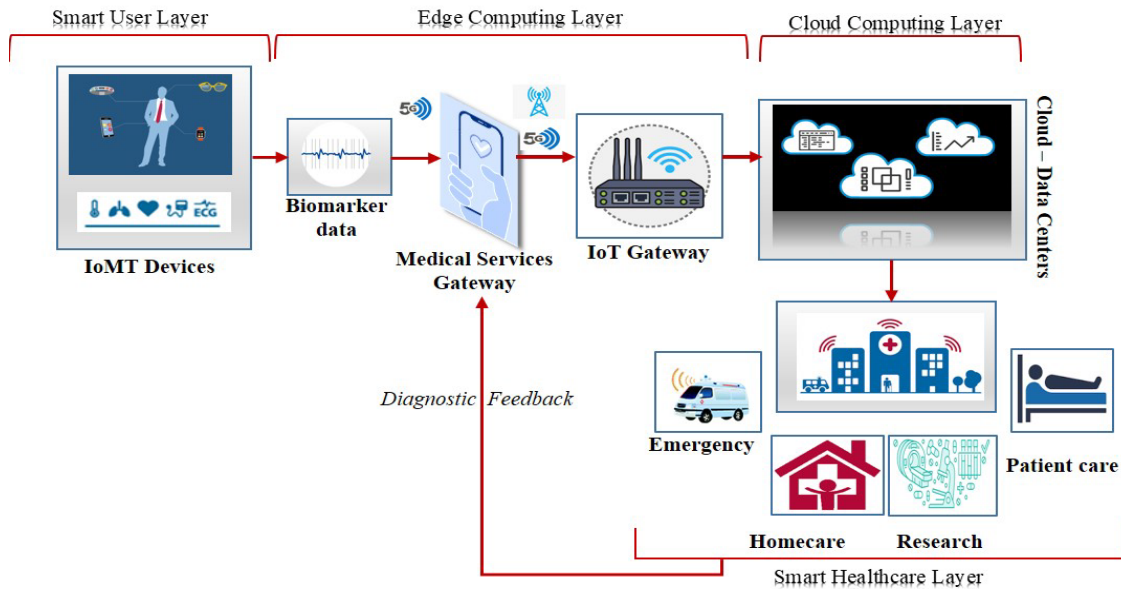 Smart User Layer
Edge Computing Layer
Cloud Computing Layer
5G
5G
ECG
IoMT Devices
Biomarker
data
Medical Services
Gateway
IoT Gateway
Cloud – Data Centers
Diagnostic Feedback
Emergency
Patient care
Homecare
Research
Smart Healthcare Layer